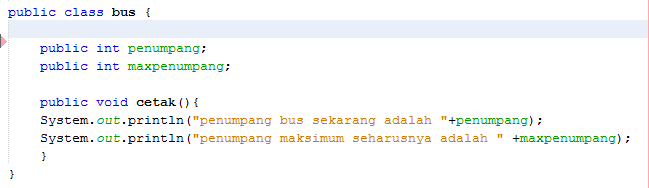 public class bus {
public int penumpang;
public int maxpenumpang;
public void cetak(){
System.out.println("penumpang bus sekarang adalah "+penumpang);
System.out.println("penumpang maksimum seharusnya adalah " +maxpenumpang);
}
}